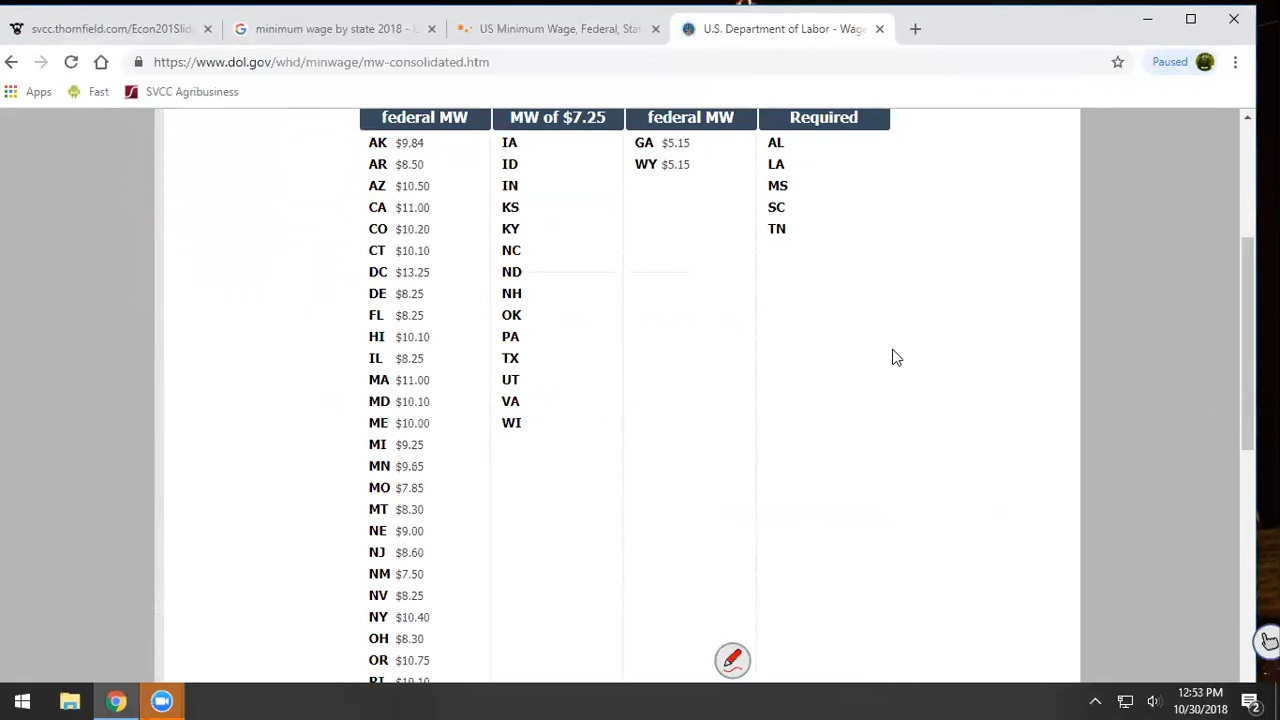 svcc.thornfield.com/Econ201Slid
minimum wage by state 2018 -
US Minimum Wage, Federal, Stat
U.S. Department of Labor - Wage
https://www.dol.gov/whd/minwage/mw-consolidated.htm
Paused
Apps
Fast
SVCC Agribusiness
federal MW
MW of $7.25
federal MW
Required
AK $9.84
IA
GA $5.15
AL
AR $8.50
ID
WY $5.15
LA
AZ $10.50
IN
MS
CA $11.00
KS
SC
CO $10.20
KY
TN
CT $10.10
NC
DC $13.25
ND
DE $8.25
NH
FL $8.25
OK
HI $10.10
PA
IL $8.25
TX
MA $11.00
UT
MD $10.10
VA
ME $10.00
WI
MI $9.25
MN $9.65
MO $7.85
MT $8.30
NE $9.00
NJ $8.60
NM $7.50
NV $8.25
NY $10.40
OH $8.30
OR $10.75
RI $10.10
12:53 PM
10/30/2018
2